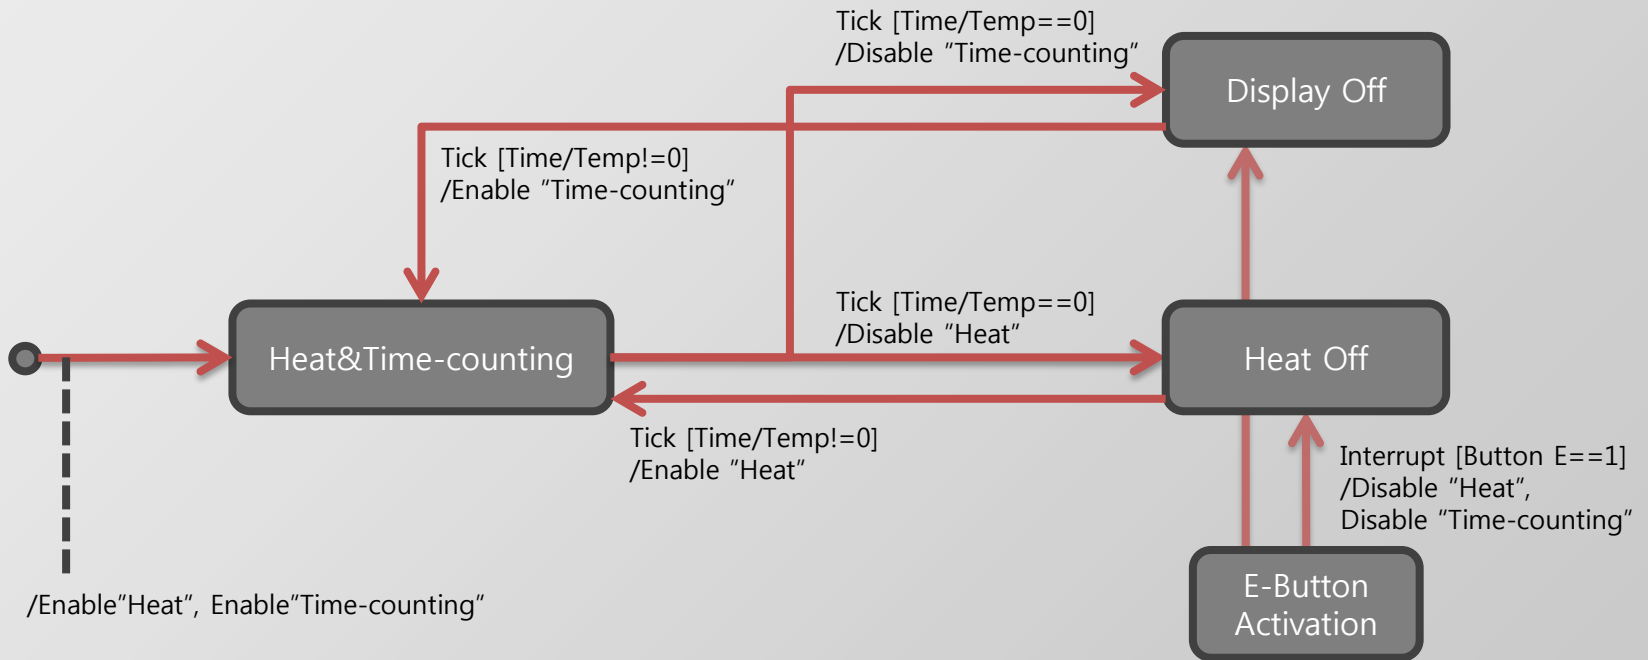 Tick [Time/Temp==0]
/Disable "Time-counting"
Display Off
Tick [Time/Temp!=0]
/Enable "Time-counting"
Tick [Time/Temp==0]
/Disable "Heat"
Heat&Time-counting
Heat Off
Tick [Time/Temp!=0]
/Enable "Heat"
Interrupt [Button E==1]
/Disable "Heat",
Disable "Time-counting"
E-Button
Activation
/Enable"Heat", Enable"Time-counting"